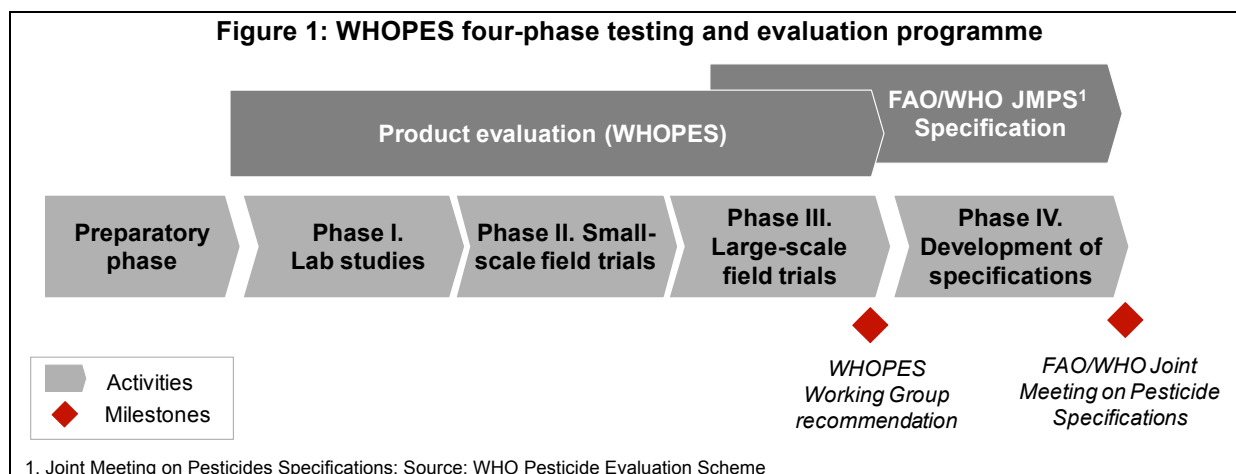 Figure 1: WHOPES four-phase testing and evaluation programme
FAO/WHO JMPS1
Specification
Product evaluation (WHOPES)
Preparatory
phase
Phase I.
Lab studies
Phase II. Small-
scale field trials
Phase III.
Large-scale
field trials
Phase IV.
Development of
specifications
WHOPES
Working Group
recommendation
FAO/WHO Joint
Meeting on Pesticide
Specifications
Activities
Milestones
1. Joint Meeting on Pesticides Specifications; Source: WHO Pesticide Evaluation Scheme